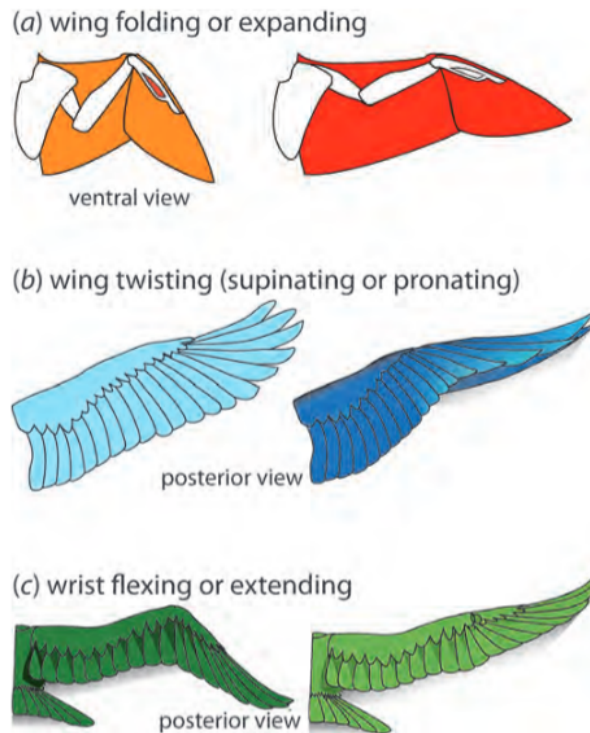 (a) wing folding or expanding
ventral view
(b) wing twisting (supinating or pronating)
posterior view
(c) wrist flexing or extending
posterior view